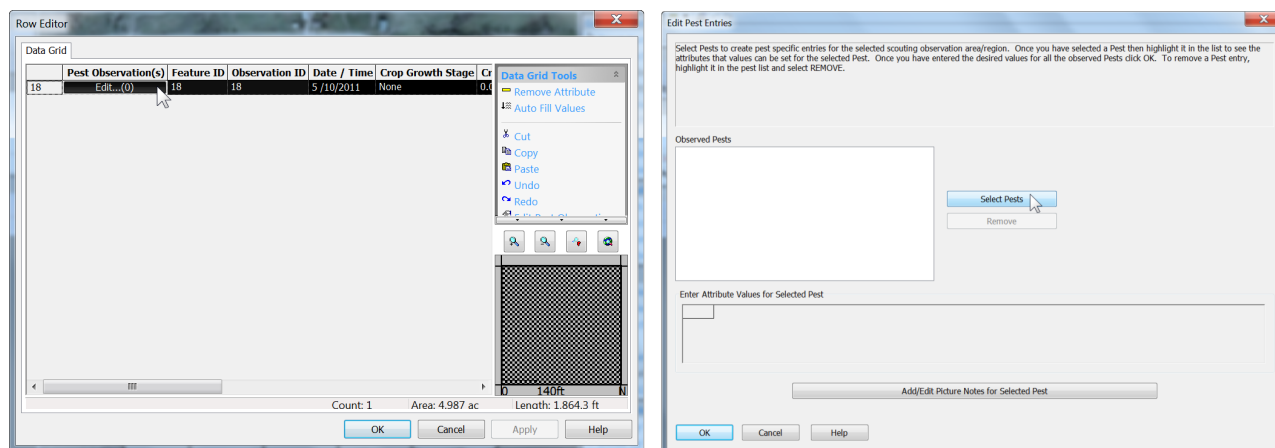 Row Editor
Data Grid
Pest Observation(s) Feature ID Observation ID Date / Time Crop Growth Stage Cr
18 Edit...(0) 18 18 5 /10/2011 None 0.0
Data Grid Tools
Remove Attribute
Auto Fill Values
Cut
Copy
Paste
Undo
Redo
0 140ft N
Count: 1 Area: 4.987 ac Length: 1.864.3 ft
OK Cancel Apply Help
Edit Pest Entries
Select Pests to create pest specific entries for the selected scouting observation area/region. Once you have selected a Pest then highlight it in the list to see the
attributes that values can be set for the selected Pest. Once you have entered the desired values for all the observed Pests click OK. To remove a Pest entry,
highlight it in the pest list and select REMOVE.
Observed Pests
Select Pests
Remove
Enter Attribute Values for Selected Pest
Add/Edit Picture Notes for Selected Pest
OK Cancel Help